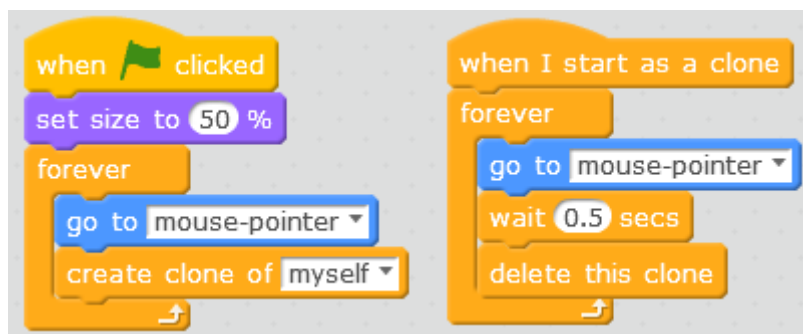 when clicked
set size to 50 %
forever
go to mouse-pointer
create clone of myself
when I start as a clone
forever
go to mouse-pointer
wait 0.5 secs
delete this clone